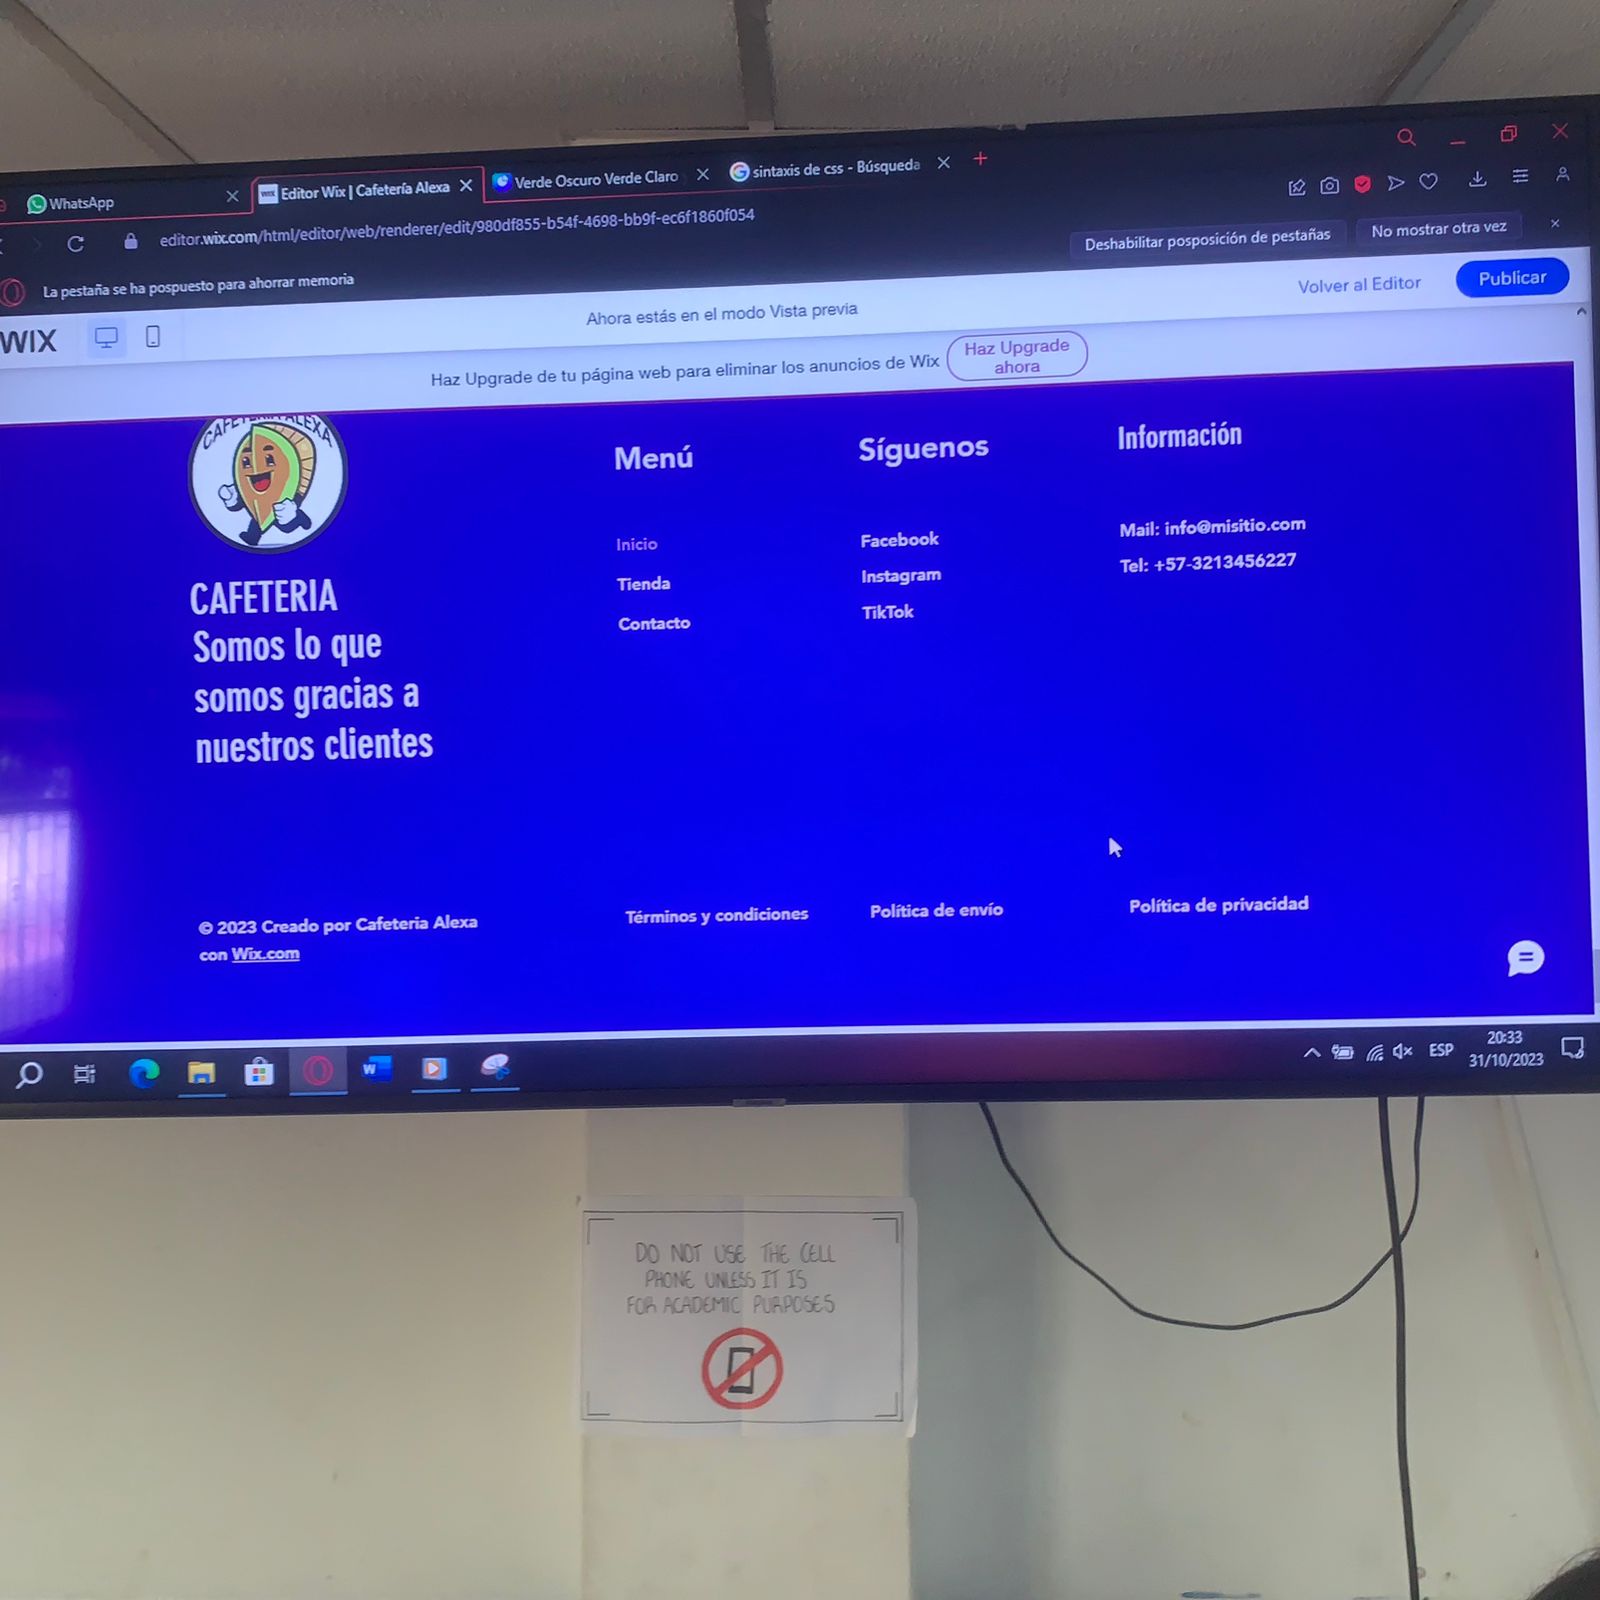 WhatsApp
Editor Wix | Cafetería Alexa
Verde Oscuro Verde Claro
sintaxis de css - Búsqueda
editor.wix.com/html/editor/web/renderer/edit/980df855-b54f-4698-bb9f-ec6f1860f054
Deshabilitar posposición de pestañas
No mostrar otra vez
La pestaña se ha pospuesto para ahorrar memoria
WIX
Ahora estás en el modo Vista previa
Volver al Editor
Publicar
Haz Upgrade de tu página web para eliminar los anuncios de Wix
Haz Upgrade
ahora
CAFETERIA ALEXA
CAFETERIA
Somos lo que
somos gracias a
nuestros clientes
Menú
Inicio
Tienda
Contacto
Síguenos
Facebook
Instagram
TikTok
Información
Mail: info@misitio.com
Tel: +57-3213456227
© 2023 Creado por Cafeteria Alexa
con Wix.com
Términos y condiciones
Política de envío
Política de privacidad
ESP
20:33
31/10/2023
DO NOT USE THE CELL
PHONE UNLESS IT IS
FOR ACADEMIC PURPOSES